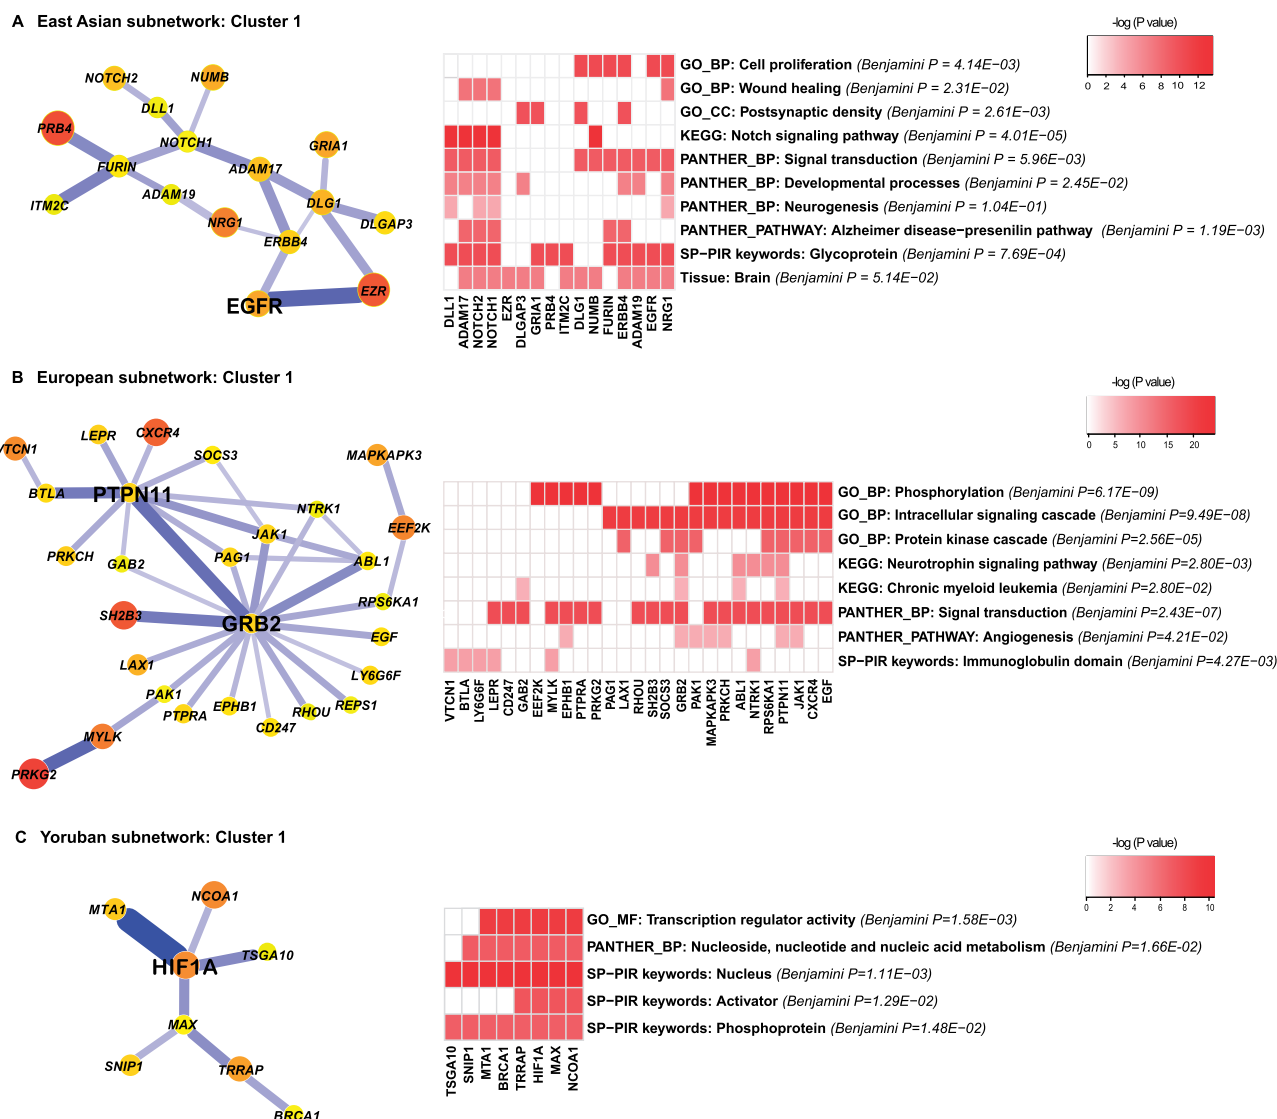 A East Asian subnetwork: Cluster 1
-log (P value)
0 2 4 6 8 10 12
NOTCH2
NUMB
DLL1
PRB4
NOTCH1
GRIA1
FURIN
ADAM17
ITM2C
ADAM19
DLG1
NRG1
DLGAP3
ERBB4
EZR
EGFR
GO_BP: Cell proliferation (Benjamini P = 4.14E−03)
GO_BP: Wound healing (Benjamini P = 2.31E−02)
GO_CC: Postsynaptic density (Benjamini P = 2.61E−03)
KEGG: Notch signaling pathway (Benjamini P = 4.01E−05)
PANTHER_BP: Signal transduction (Benjamini P = 5.96E−03)
PANTHER_BP: Developmental processes (Benjamini P = 2.45E−02)
PANTHER_BP: Neurogenesis (Benjamini P = 1.04E−01)
PANTHER_PATHWAY: Alzheimer disease−presenilin pathway (Benjamini P = 1.19E−03)
SP−PIR keywords: Glycoprotein (Benjamini P = 7.69E−04)
Tissue: Brain (Benjamini P = 5.14E−02)
DLL1
ADAM17
NOTCH2
NOTCH1
EZR
DLGAP3
GRIA1
PRB4
ITM2C
DLG1
NUMB
FURIN
ERBB4
ADAM19
EGFR
NRG1
B European subnetwork: Cluster 1
-log (P value)
0 5 10 15 20
LEPR
CXCR4
VTCN1
SOCS3
MAPKAPK3
BTLA
PTPN11
NTRK1
EEF2K
JAK1
PRKCH
GAB2
PAG1
ABL1
RPS6KA1
SH2B3
GRB2
EGF
LAX1
LY6G6F
PAK1
PTPRA
EPHB1
CD247
RHOU
REPS1
MYLK
PRKG2
GO_BP: Phosphorylation (Benjamini P=6.17E−09)
GO_BP: Intracellular signaling cascade (Benjamini P=9.49E−08)
GO_BP: Protein kinase cascade (Benjamini P=2.56E−05)
KEGG: Neurotrophin signaling pathway (Benjamini P=2.80E−03)
KEGG: Chronic myeloid leukemia (Benjamini P=2.80E−02)
PANTHER_BP: Signal transduction (Benjamini P=2.43E−07)
PANTHER_PATHWAY: Angiogenesis (Benjamini P=4.21E−02)
SP−PIR keywords: Immunoglobulin domain (Benjamini P=4.27E−03)
VTCN1
BTLA
LY6G6F
LEPR
CD247
GAB2
EEF2K
MYLK
EPHB1
PTPRA
PRKG2
PAG1
LAX1
RHOU
SH2B3
SOCS3
GRB2
PAK1
MAPKAPK3
PRKCH
ABL1
NTRK1
RPS6KA1
PTPN11
JAK1
CXCR4
EGF
C Yoruban subnetwork: Cluster 1
-log (P value)
0 2 4 6 8 10
NCOA1
MTA1
TSGA10
HIF1A
MAX
SNIP1
TRRAP
BRCA1
GO_MF: Transcription regulator activity (Benjamini P=1.58E−03)
PANTHER_BP: Nucleoside, nucleotide and nucleic acid metabolism (Benjamini P=1.66E-02)
SP−PIR keywords: Nucleus (Benjamini P=1.11E−03)
SP−PIR keywords: Activator (Benjamini P=1.29E−02)
SP−PIR keywords: Phosphoprotein (Benjamini P=1.48E−02)
TSGA10
SNIP1
MTA1
BRCA1
TRRAP
HIF1A
MAX
NCOA1